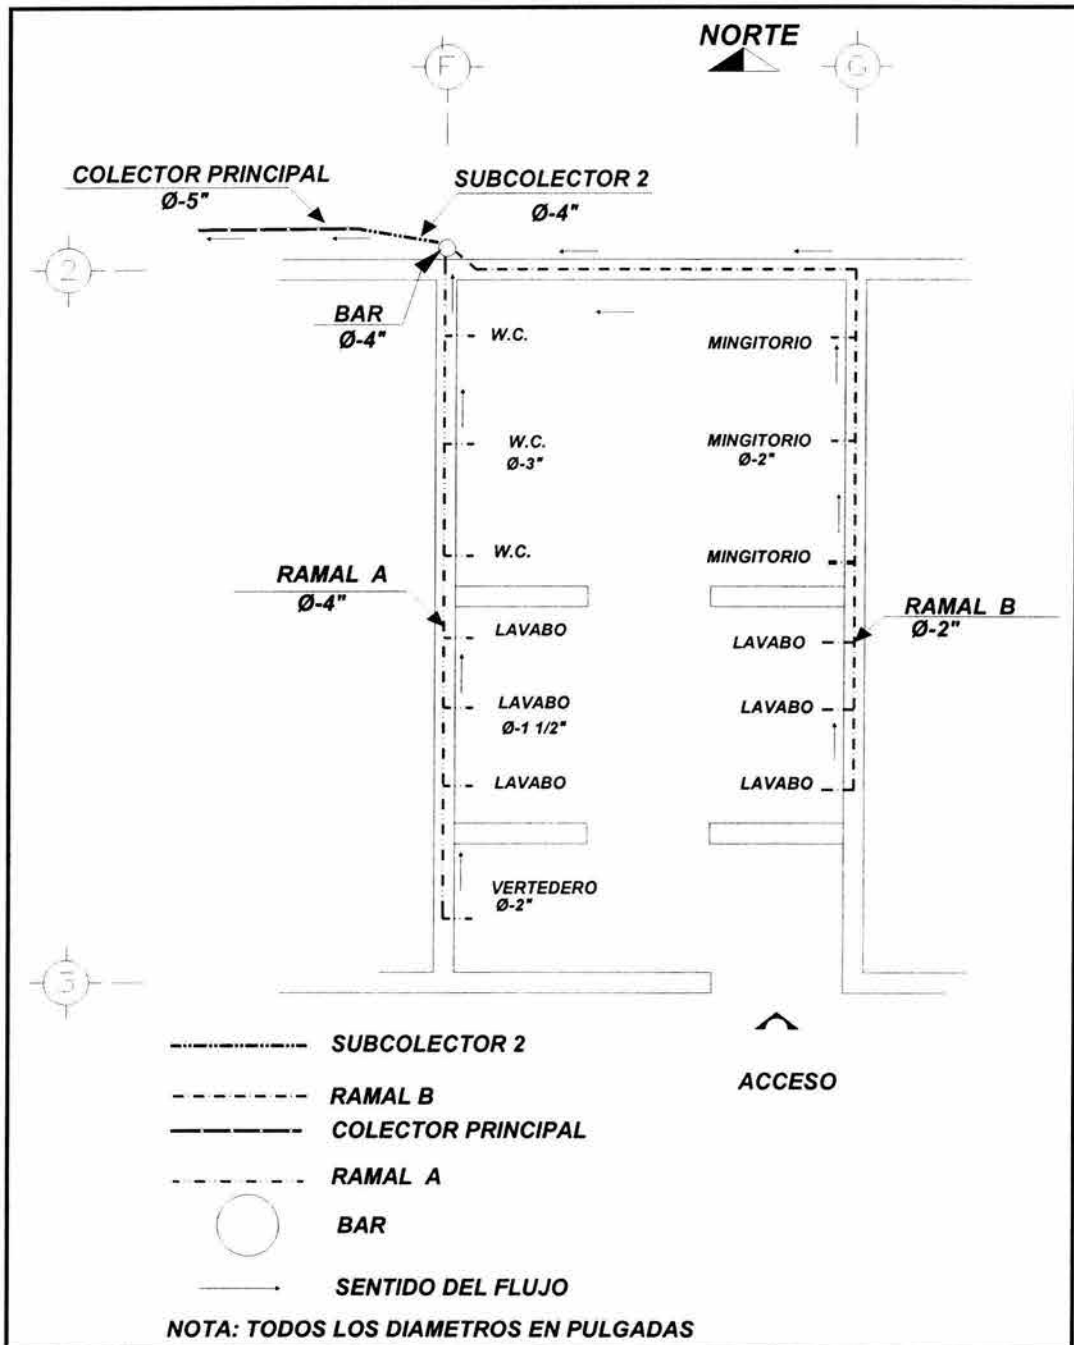 NORTE
F
G
COLECTOR PRINCIPAL
Ø-5"
SUBCOLECTOR 2
Ø-4"
2
BAR
Ø-4"
W.C.
MINGITORIO
W.C.
Ø-3"
MINGITORIO
Ø-2"
W.C.
MINGITORIO
RAMAL A
Ø-4"
RAMAL B
Ø-2"
LAVABO
LAVABO
LAVABO
Ø-1 1/2"
LAVABO
LAVABO
LAVABO
VERTEDERO
Ø-2"
3
SUBCOLECTOR 2
ACCESO
RAMAL B
COLECTOR PRINCIPAL
RAMAL A
BAR
SENTIDO DEL FLUJO
NOTA: TODOS LOS DIAMETROS EN PULGADAS